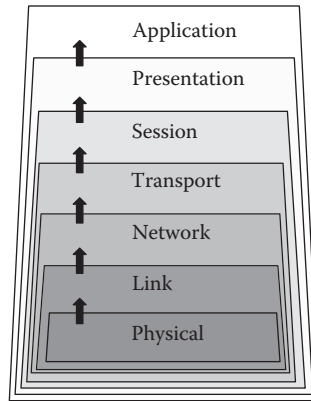 Application
Presentation
Session
Transport
Network
Link
Physical